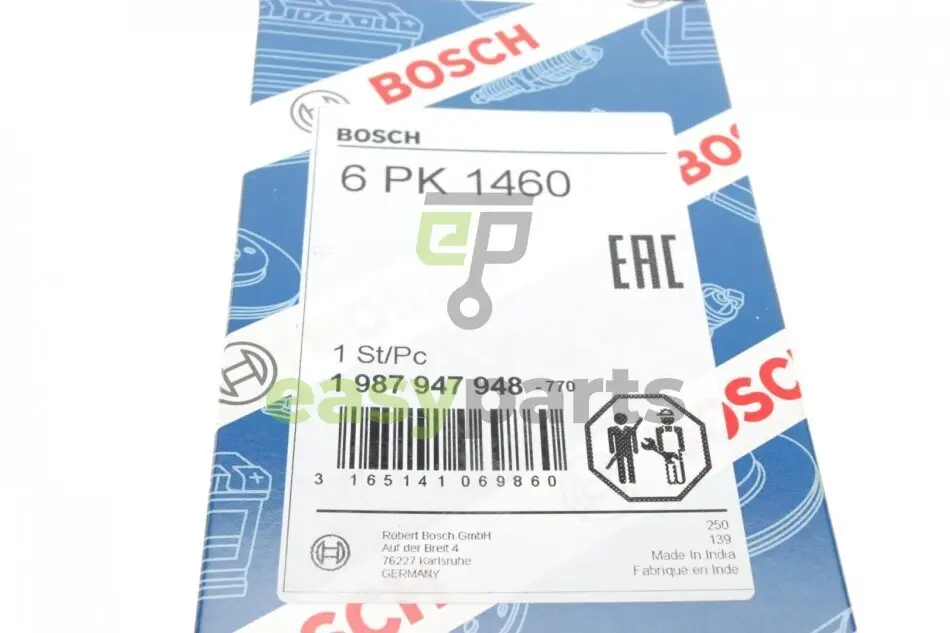 BOSCH
BOSCH
BOSCH
6 PK 1460
EAC
ep
1 St/Pc
1 987 947 948 -770
easyparts
BOSCH
3 165141 069860
Robert Bosch GmbH
Auf der Breit 4
76227 Karlsruhe
GERMANY
250
139
Made In India
Fabriqué en Inde
BOSCH